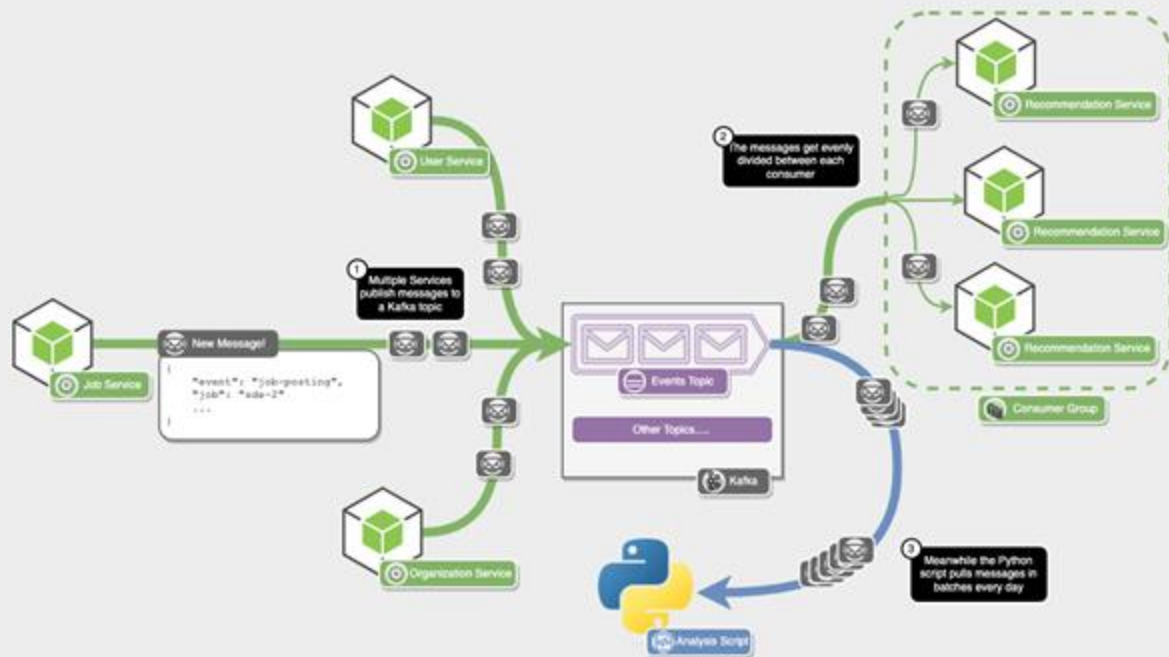 User Service
1
Multiple Services
publish messages to
a Kafka topic
Job Service
New Message!
{
"event": "job-posting",
"job": "sde-2"
...
}
Organization Service
Events Topic
Other Topics....
Kafka
2
The messages get evenly
divided between each
consumer
Recommendation Service
Recommendation Service
Recommendation Service
Consumer Group
3
Meanwhile the Python
script pulls messages in
batches every day
Analysis Script